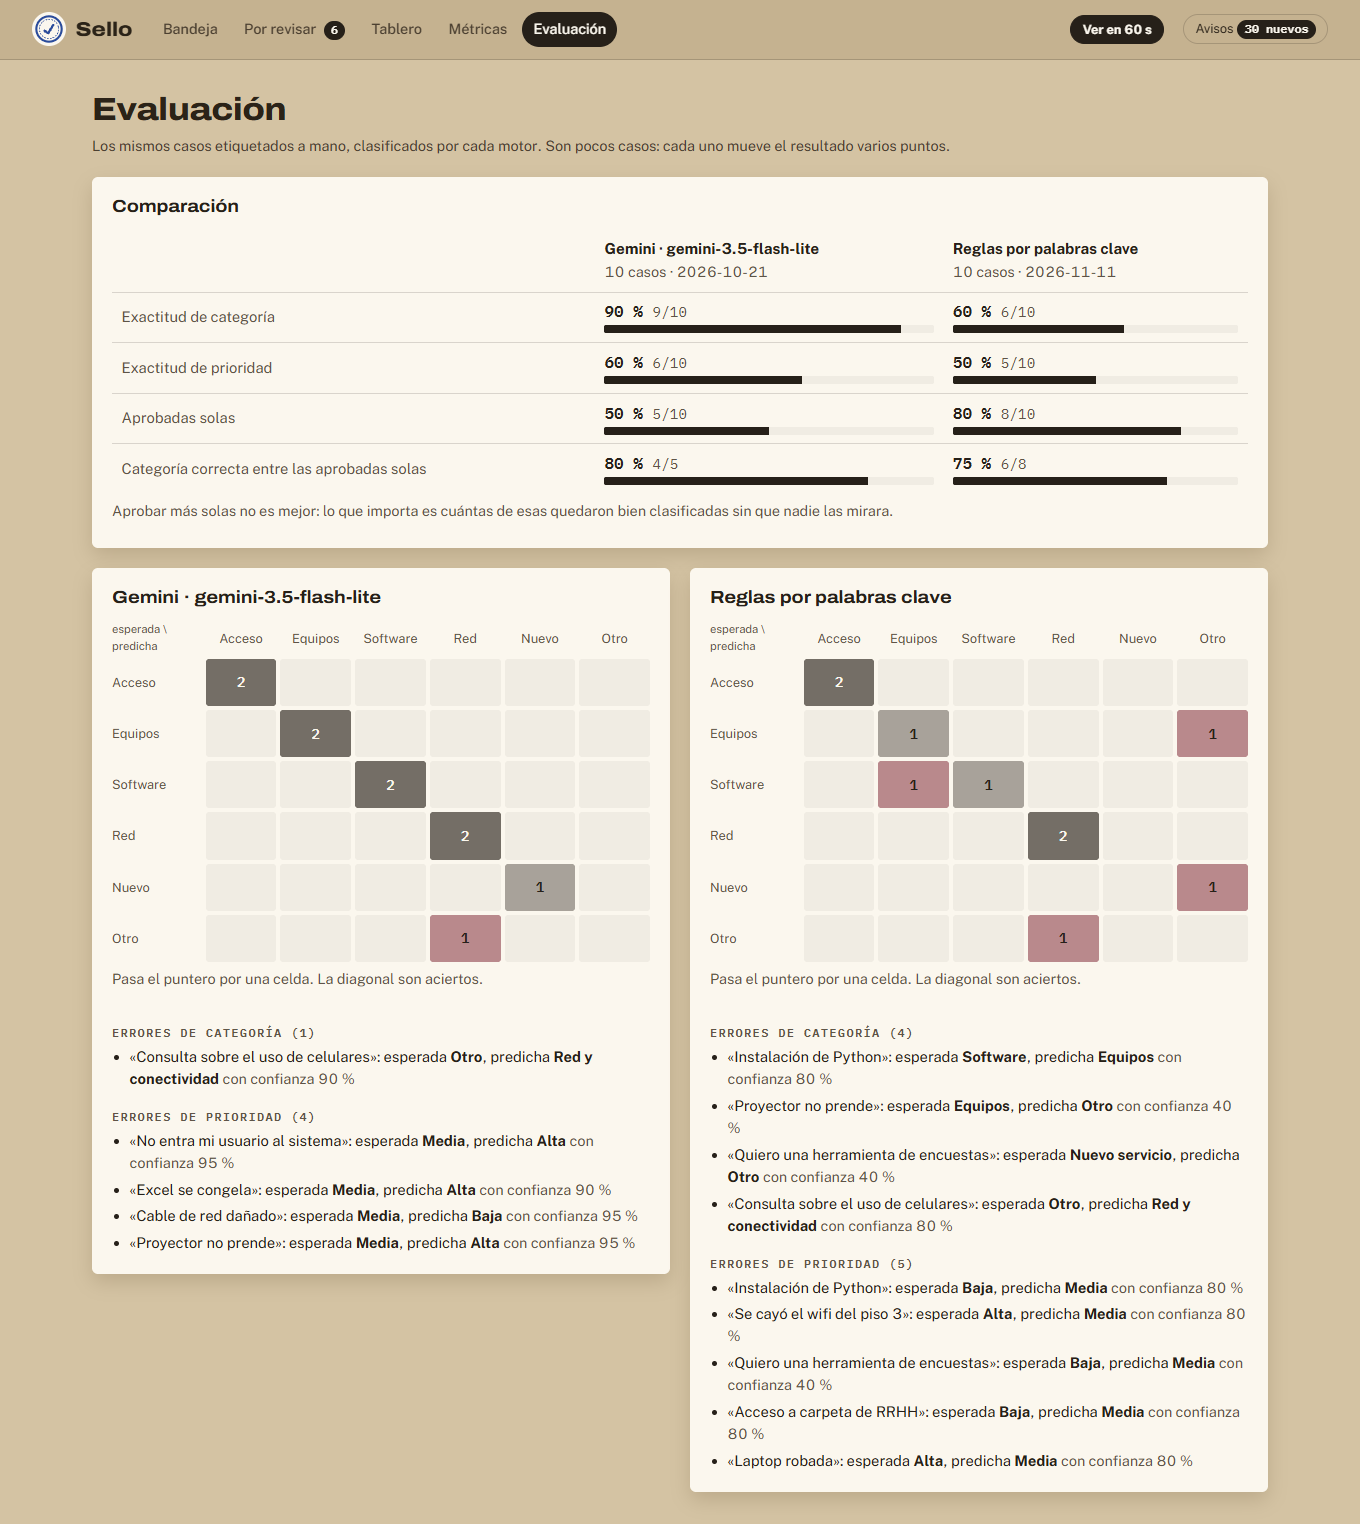 Sello
Bandeja
Por revisar 6
Tablero
Métricas
Evaluación
Ver en 60 s
Avisos 30 nuevos
Evaluación
Los mismos casos etiquetados a mano, clasificados por cada motor. Son pocos casos: cada uno mueve el resultado varios puntos.
Comparación
Gemini · gemini-3.5-flash-lite
10 casos · 2026-10-21
Reglas por palabras clave
10 casos · 2026-11-11
Exactitud de categoría
90 % 9/10
60 % 6/10
Exactitud de prioridad
60 % 6/10
50 % 5/10
Aprobadas solas
50 % 5/10
80 % 8/10
Categoría correcta entre las aprobadas solas
80 % 4/5
75 % 6/8
Aprobar más solas no es mejor: lo que importa es cuántas de esas quedaron bien clasificadas sin que nadie las mirara.
Gemini · gemini-3.5-flash-lite
esperada \
predicha
Acceso Equipos Software Red Nuevo Otro
Acceso 2
Equipos 2
Software 2
Red 2
Nuevo 1
Otro 1
Pasa el puntero por una celda. La diagonal son aciertos.
ERRORES DE CATEGORÍA (1)
• «Consulta sobre el uso de celulares»: esperada Otro, predicha Red y
conectividad con confianza 90 %
ERRORES DE PRIORIDAD (4)
• «No entra mi usuario al sistema»: esperada Media, predicha Alta con
confianza 95 %
• «Excel se congela»: esperada Media, predicha Alta con confianza 90 %
• «Cable de red dañado»: esperada Media, predicha Baja con confianza 95 %
• «Proyector no prende»: esperada Media, predicha Alta con confianza 95 %
Reglas por palabras clave
esperada \
predicha
Acceso Equipos Software Red Nuevo Otro
Acceso 2
Equipos 1 1
Software 1 1
Red 2
Nuevo 1
Otro 1
Pasa el puntero por una celda. La diagonal son aciertos.
ERRORES DE CATEGORÍA (4)
• «Instalación de Python»: esperada Software, predicha Equipos con
confianza 80 %
• «Proyector no prende»: esperada Equipos, predicha Otro con confianza 40
%
• «Quiero una herramienta de encuestas»: esperada Nuevo servicio, predicha
Otro con confianza 40 %
• «Consulta sobre el uso de celulares»: esperada Otro, predicha Red y
conectividad con confianza 80 %
ERRORES DE PRIORIDAD (5)
• «Instalación de Python»: esperada Baja, predicha Media con confianza 80 %
• «Se cayó el wifi del piso 3»: esperada Alta, predicha Media con confianza 80
%
• «Quiero una herramienta de encuestas»: esperada Baja, predicha Media con
confianza 40 %
• «Acceso a carpeta de RRHH»: esperada Baja, predicha Media con confianza
80 %
• «Laptop robada»: esperada Alta, predicha Media con confianza 80 %